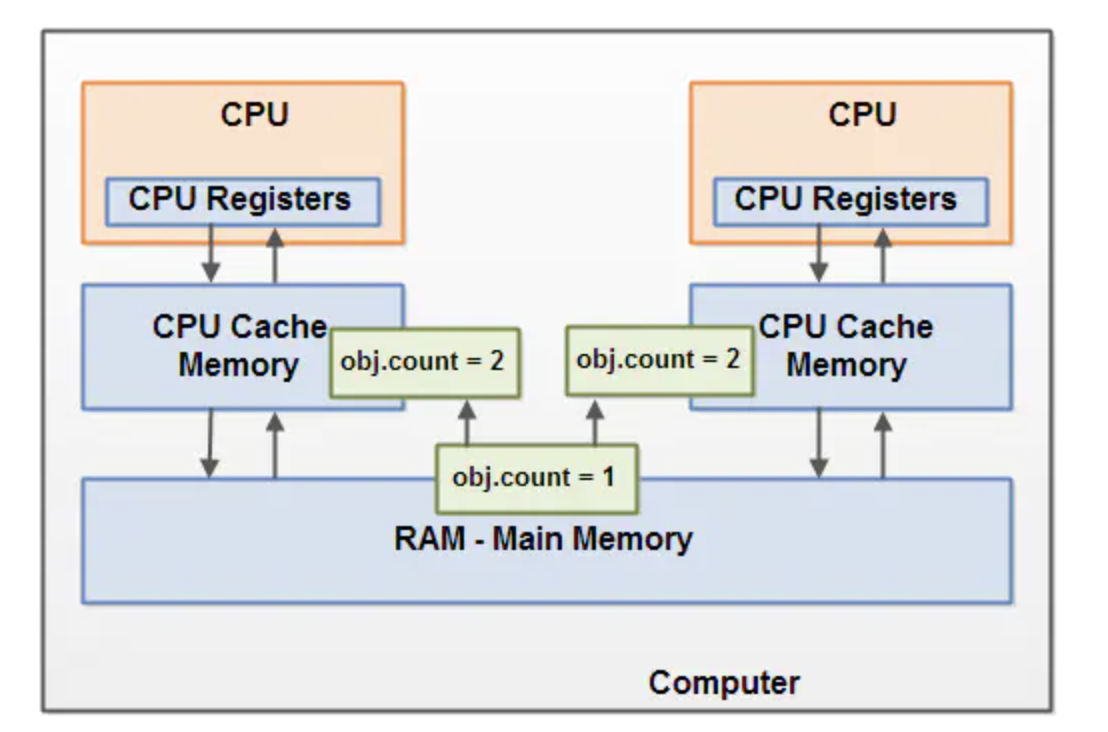 CPU
CPU
CPU Registers
CPU Registers
CPU Cache
Memory
obj.count = 2
obj.count = 2
CPU Cache
Memory
obj.count = 1
RAM - Main Memory
Computer